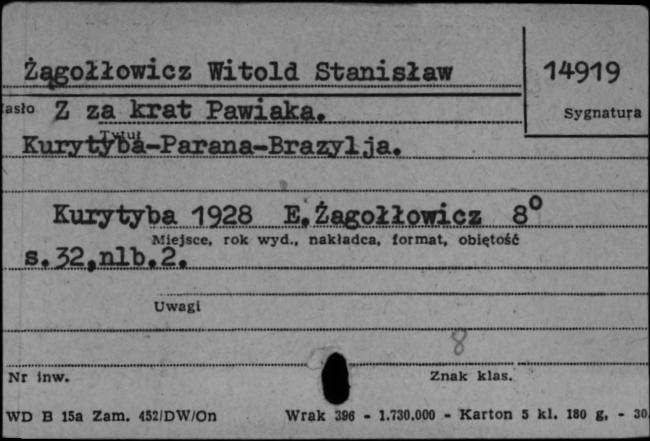 Żągołłowicz Witold Stanisław 14919
asło Z za krat Pawiaka. Sygnatura
Tytuł
Kurytyba-Parana-Brazylja.
Kurytyba 1928 E.Żagołłowicz 8°
Miejsce, rok wyd., nakładca, format, objętość
s.32,nlb.2.
Uwagi
8
Nr inw. Znak klas.
WD B 15a Zam. 452/DW/On Wrak 396 - 1.730.000 - Karton 5 kl. 180 g. - 30